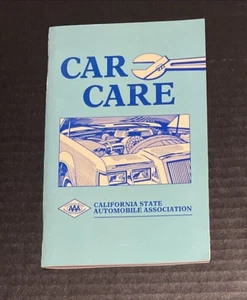 CAR
CARE
AAA
CALIFORNIA STATE
AUTOMOBILE ASSOCIATION